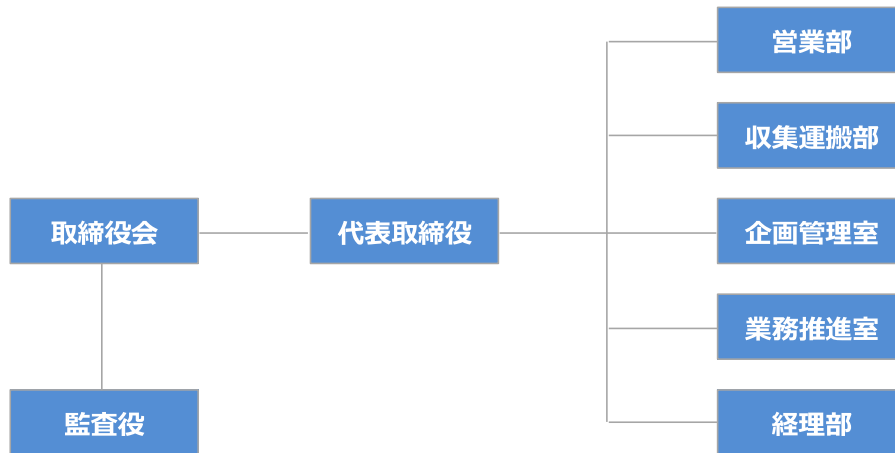 営業部
収集運搬部
取締役会
代表取締役
企画管理室
業務推進室
監査役
経理部